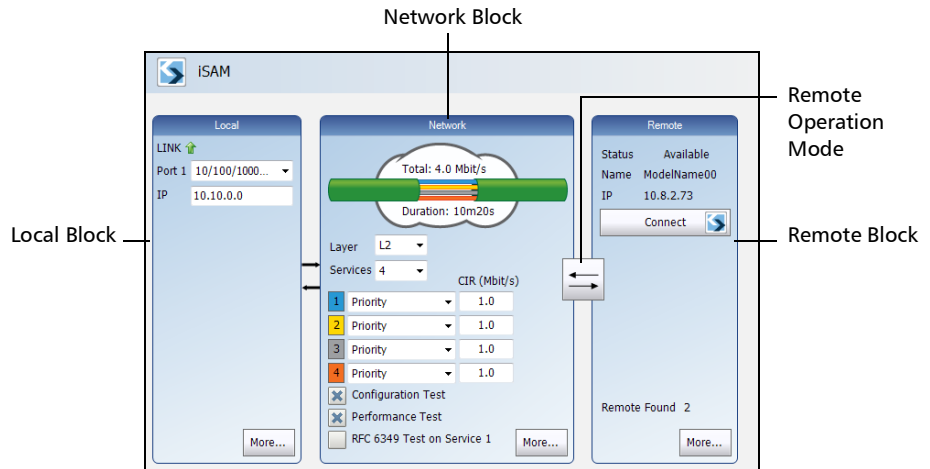 Network Block
iSAM
Remote
Operation
Mode
Local Block
Remote Block
Local
LINK
Port 1 10/100/1000...
IP 10.10.0.0
More...
Network
Total: 4.0 Mbit/s
Duration: 10m20s
Layer L2
Services 4
CIR (Mbit/s)
1 Priority 1.0
2 Priority 1.0
3 Priority 1.0
4 Priority 1.0
Configuration Test
Performance Test
RFC 6349 Test on Service 1
More...
Remote
Status Available
Name ModelName00
IP 10.8.2.73
Connect
Remote Found 2
More...